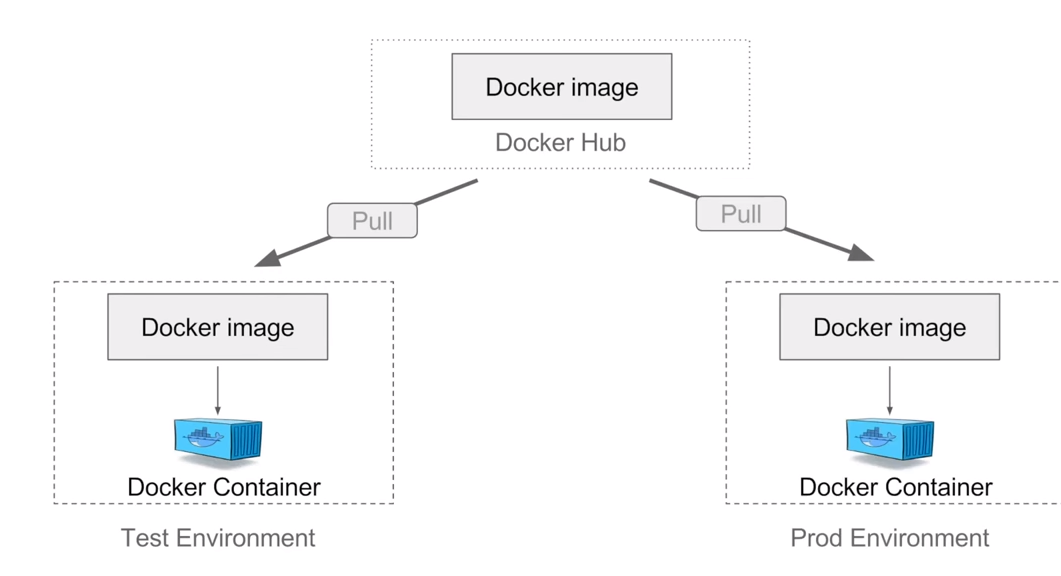 Docker image
Docker Hub
Pull
Pull
Docker image
Docker image
Docker Container
Docker Container
Test Environment
Prod Environment